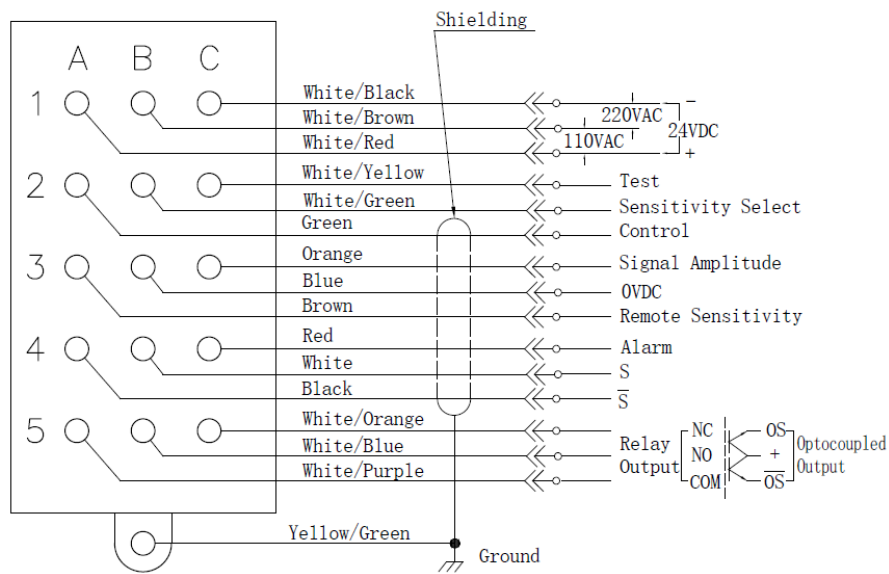 Shielding
A B C
1 White/Black
White/Brown
White/Red
220VAC
110VAC
24VDC
−
+
2 White/Yellow Test
White/Green Sensitivity Select
Green Control
3 Orange Signal Amplitude
Blue 0VDC
Brown Remote Sensitivity
4 Red Alarm
White S
Black S̅
5 White/Orange NC OS
White/Blue Relay Output NO + Optocoupled Output
White/Purple COM O̅S̅
Yellow/Green
Ground